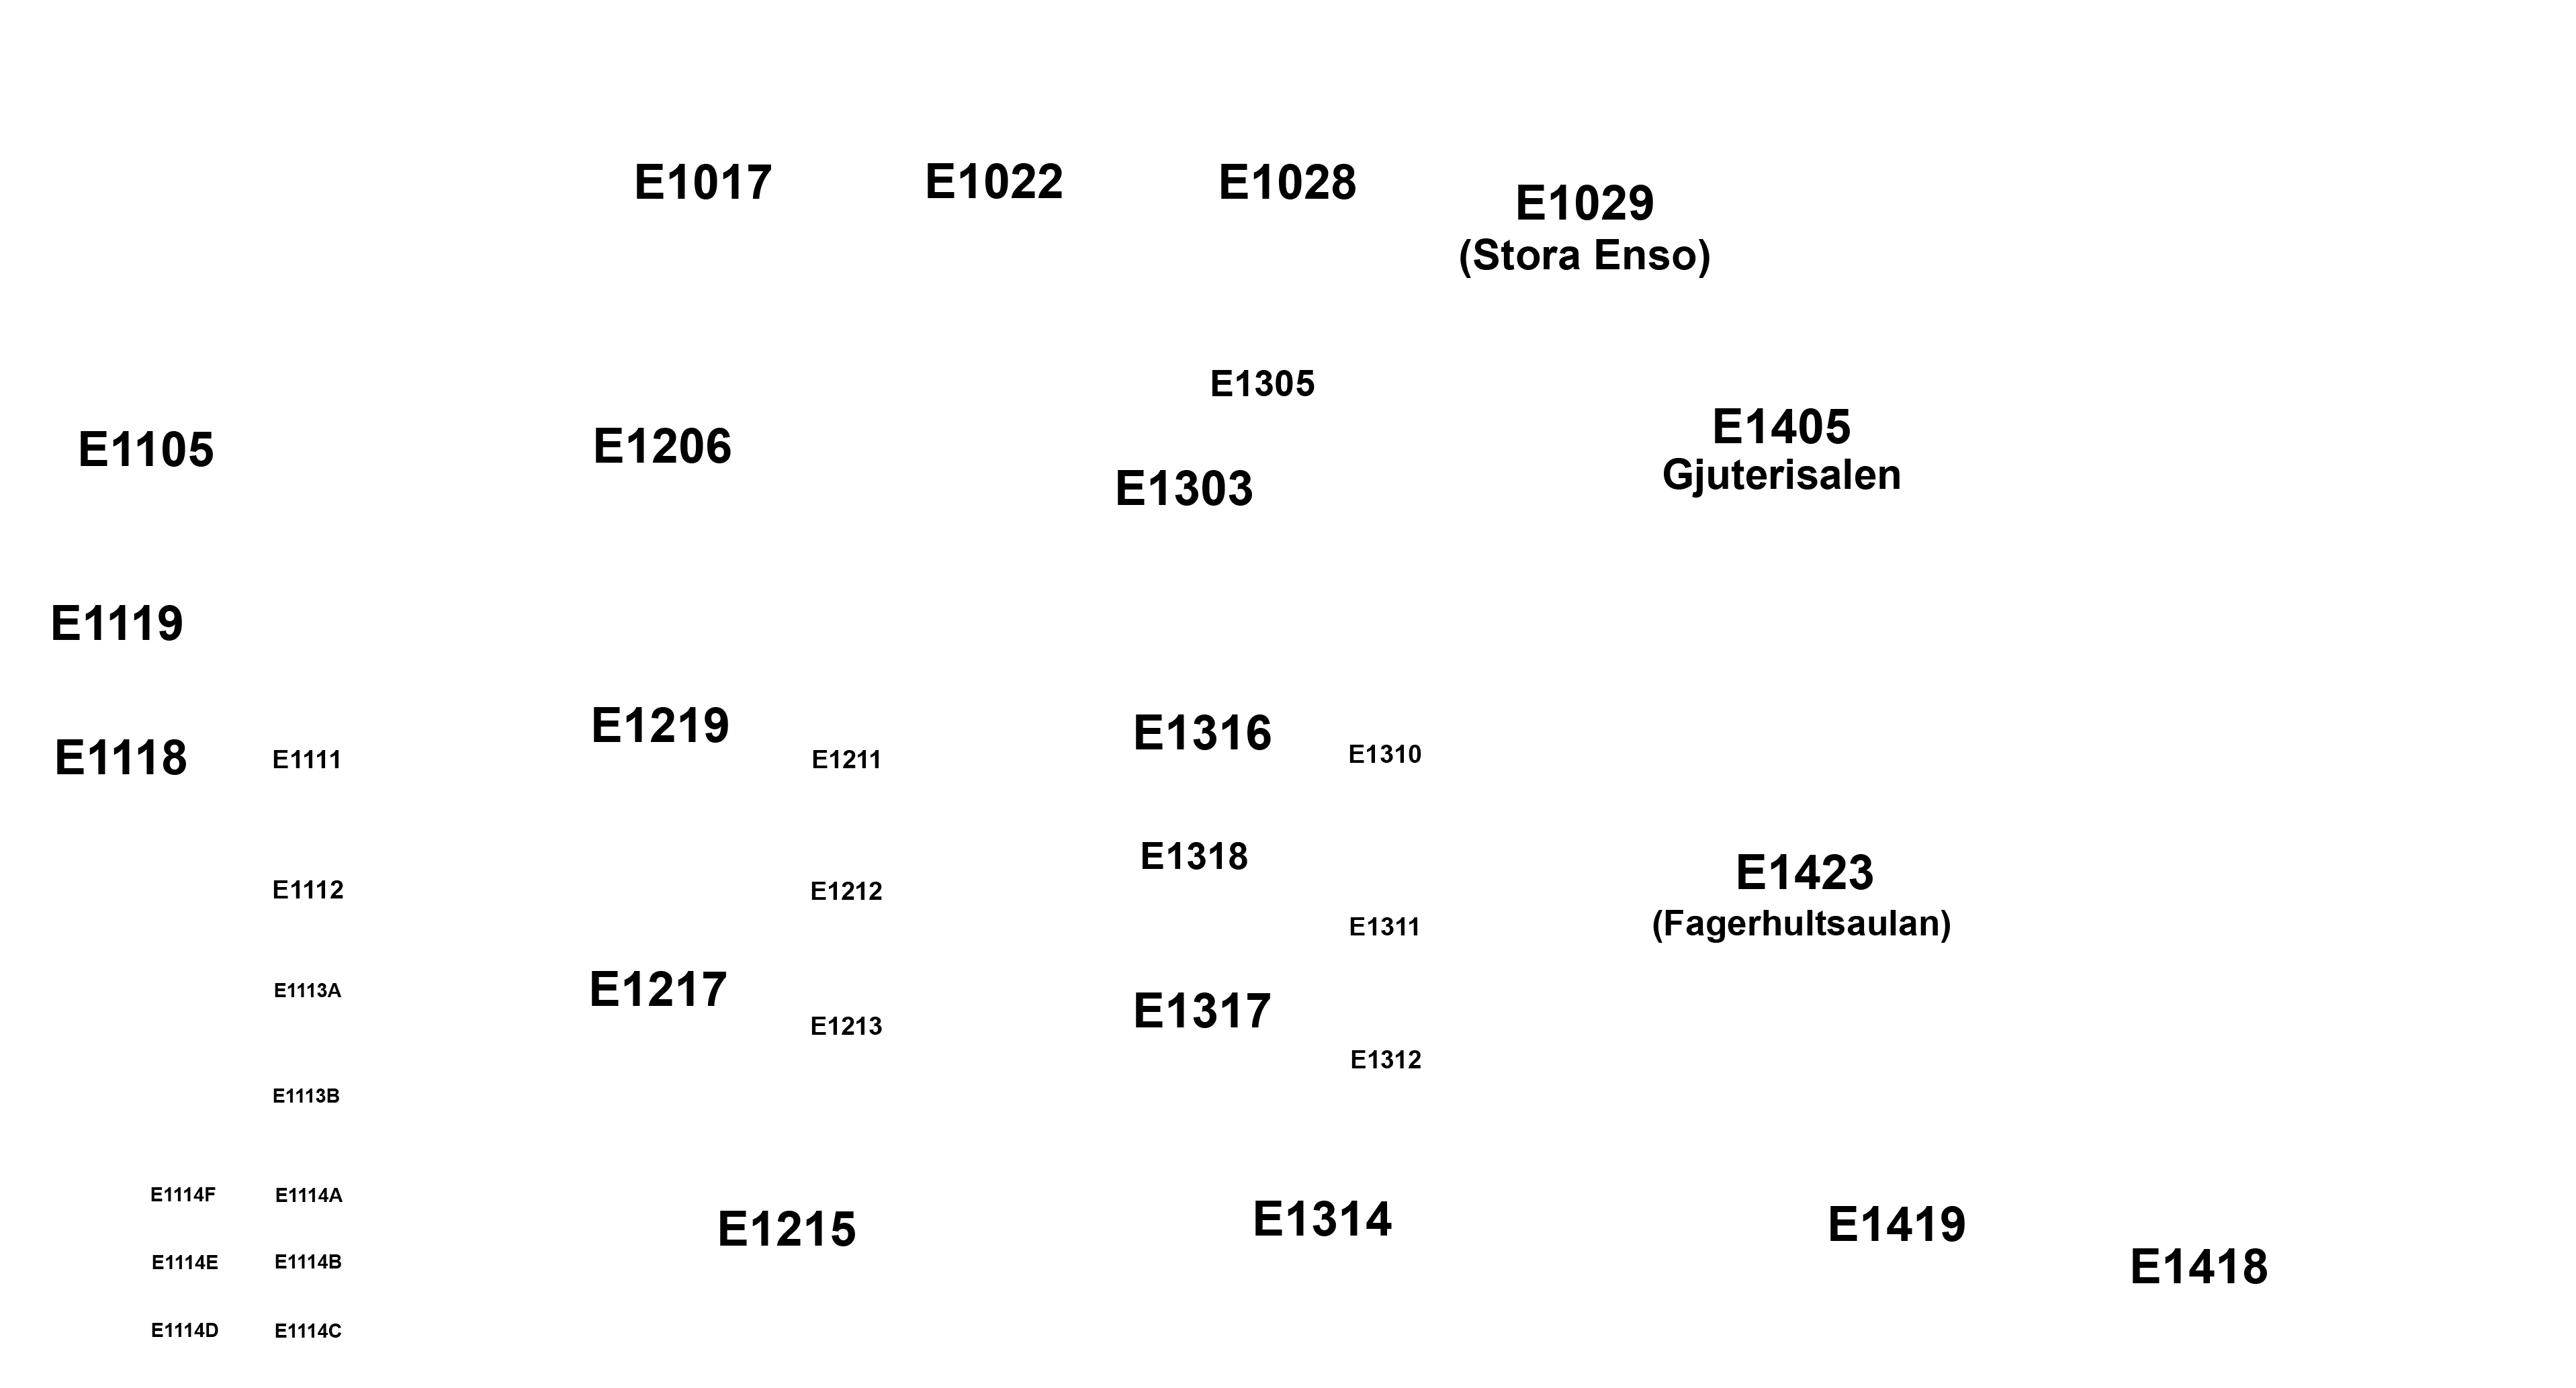 E1017
E1022
E1028
E1029
(Stora Enso)
E1305
E1105
E1206
E1303
E1405
Gjuterisalen
E1119
E1118
E1111
E1219
E1211
E1316
E1310
E1112
E1212
E1318
E1311
E1423
(Fagerhultsaulan)
E1113A
E1217
E1213
E1317
E1312
E1113B
E1114F
E1114A
E1215
E1314
E1419
E1418
E1114E
E1114B
E1114D
E1114C